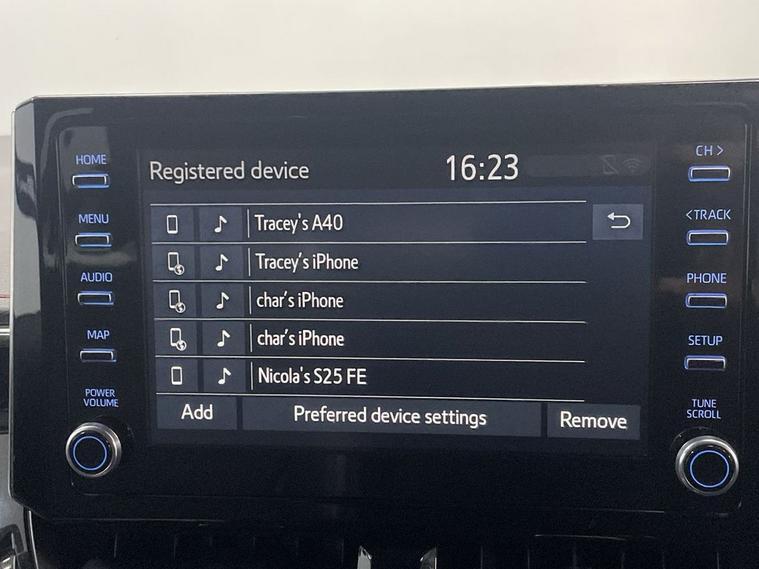 HOME
MENU
AUDIO
MAP
POWER
VOLUME
Registered device
16:23
Tracey's A40
Tracey's iPhone
char's iPhone
char's iPhone
Nicola's S25 FE
Add
Preferred device settings
Remove
CH >
< TRACK
PHONE
SETUP
TUNE
SCROLL